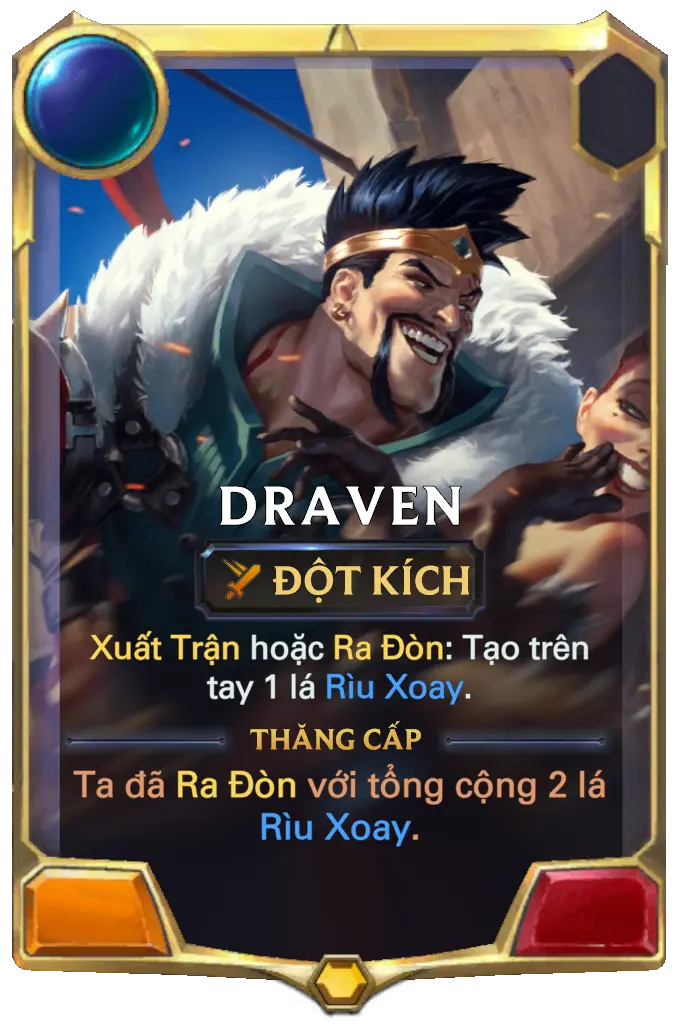 DRAVEN
ĐỘT KÍCH
Xuất Trận hoặc Ra Đòn: Tạo trên
tay 1 lá Rìu Xoay.
THĂNG CẤP
Ta đã Ra Đòn với tổng cộng 2 lá
Rìu Xoay.